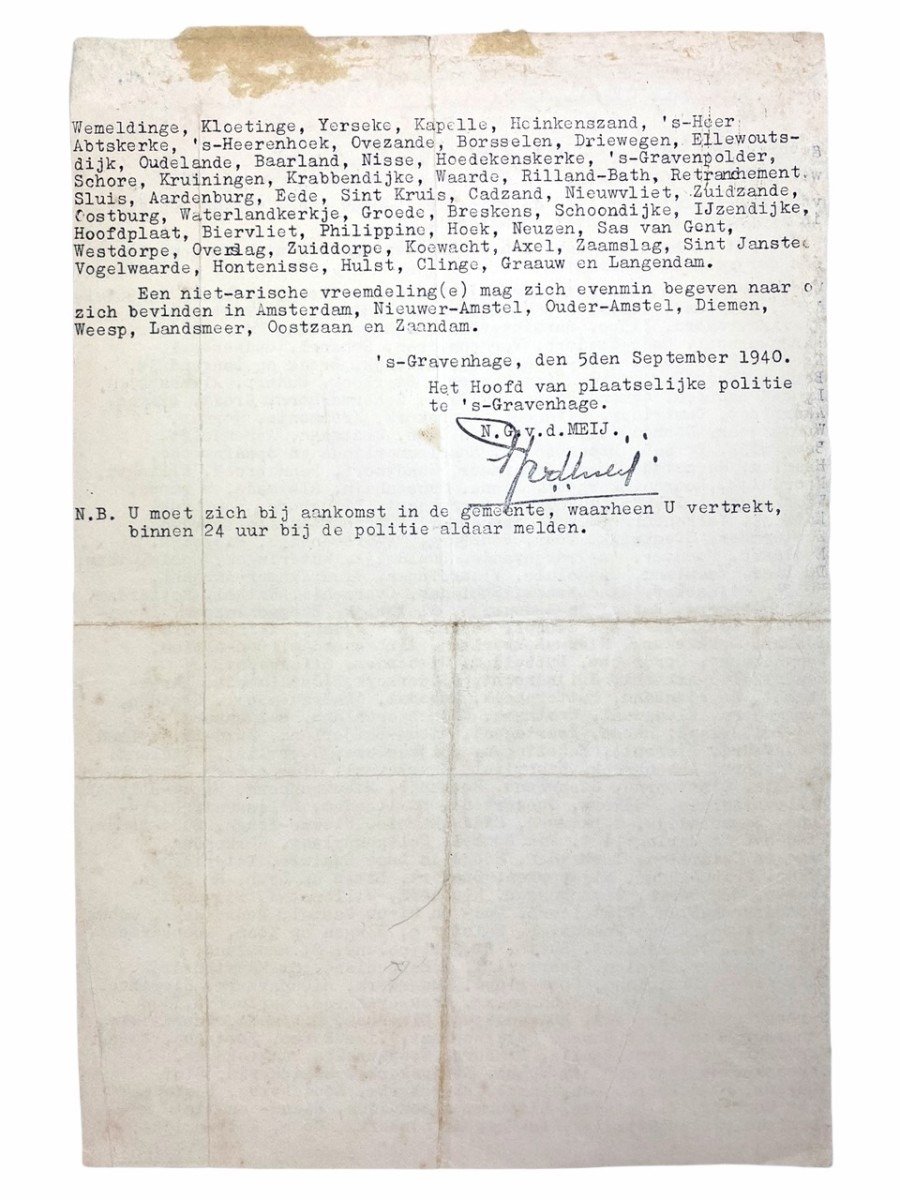 Wemeldinge, Kloetinge, Yerseke, Kapelle, Heinkenszand, 's-Heer
Abtskerke, 's-Heerenhoek, Ovezande, Borsselen, Driewegen, Ellewouts-
dijk, Oudelande, Baarland, Nisse, Hoedekenskerke, 's-Gravenpolder,
Schore, Kruiningen, Krabbendijke, Waarde, Rilland-Bath, Retranchement.
Sluis, Aardenburg, Eede, Sint Kruis, Cadzand, Nieuwvliet, Zuidzande,
Oostburg, Waterlandkerkje, Groede, Breskens, Schoondijke, IJzendijke,
Hoofdplaat, Biervliet, Philippine, Hoek, Neuzen, Sas van Gent,
Westdorpe, Overslag, Zuiddorpe, Koewacht, Axel, Zaamslag, Sint Janstee
Vogelwaarde, Hontenisse, Hulst, Clinge, Graauw en Langendam.
Een niet-arische vreemdeling(e) mag zich evenmin begeven naar o
zich bevinden in Amsterdam, Nieuwer-Amstel, Ouder-Amstel, Diemen,
Weesp, Landsmeer, Oostzaan en Zaandam.
's-Gravenhage, den 5den September 1940.
Het Hoofd van plaatselijke politie
te 's-Gravenhage.
N.G.v.d.MEIJ.
N.B. U moet zich bij aankomst in de gemeente, waarheen U vertrekt,
binnen 24 uur bij de politie aldaar melden.